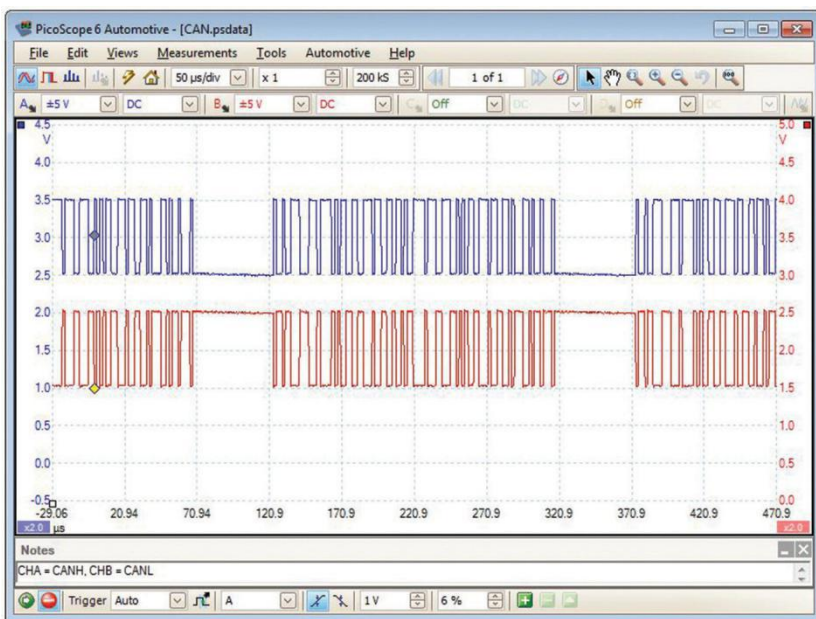 PicoScope 6 Automotive - [CAN.psdata]
File Edit Views Measurements Tools Automotive Help
50 µs/div x 1 200 kS 1 of 1
A ±5 V DC B ±5 V DC C Off DC D Off DC
4.5 5.0
V V
4.0 4.5
3.5 4.0
3.0 3.5
2.5 3.0
2.0 2.5
1.5 2.0
1.0 1.5
0.5 1.0
0.0 0.5
-0.5 0.0
-29.06 20.94 70.94 120.9 170.9 220.9 270.9 320.9 370.9 420.9 470.9
x2.0 µs x2.0
Notes
CHA = CANH, CHB = CANL
Trigger Auto A 1 V 6 %